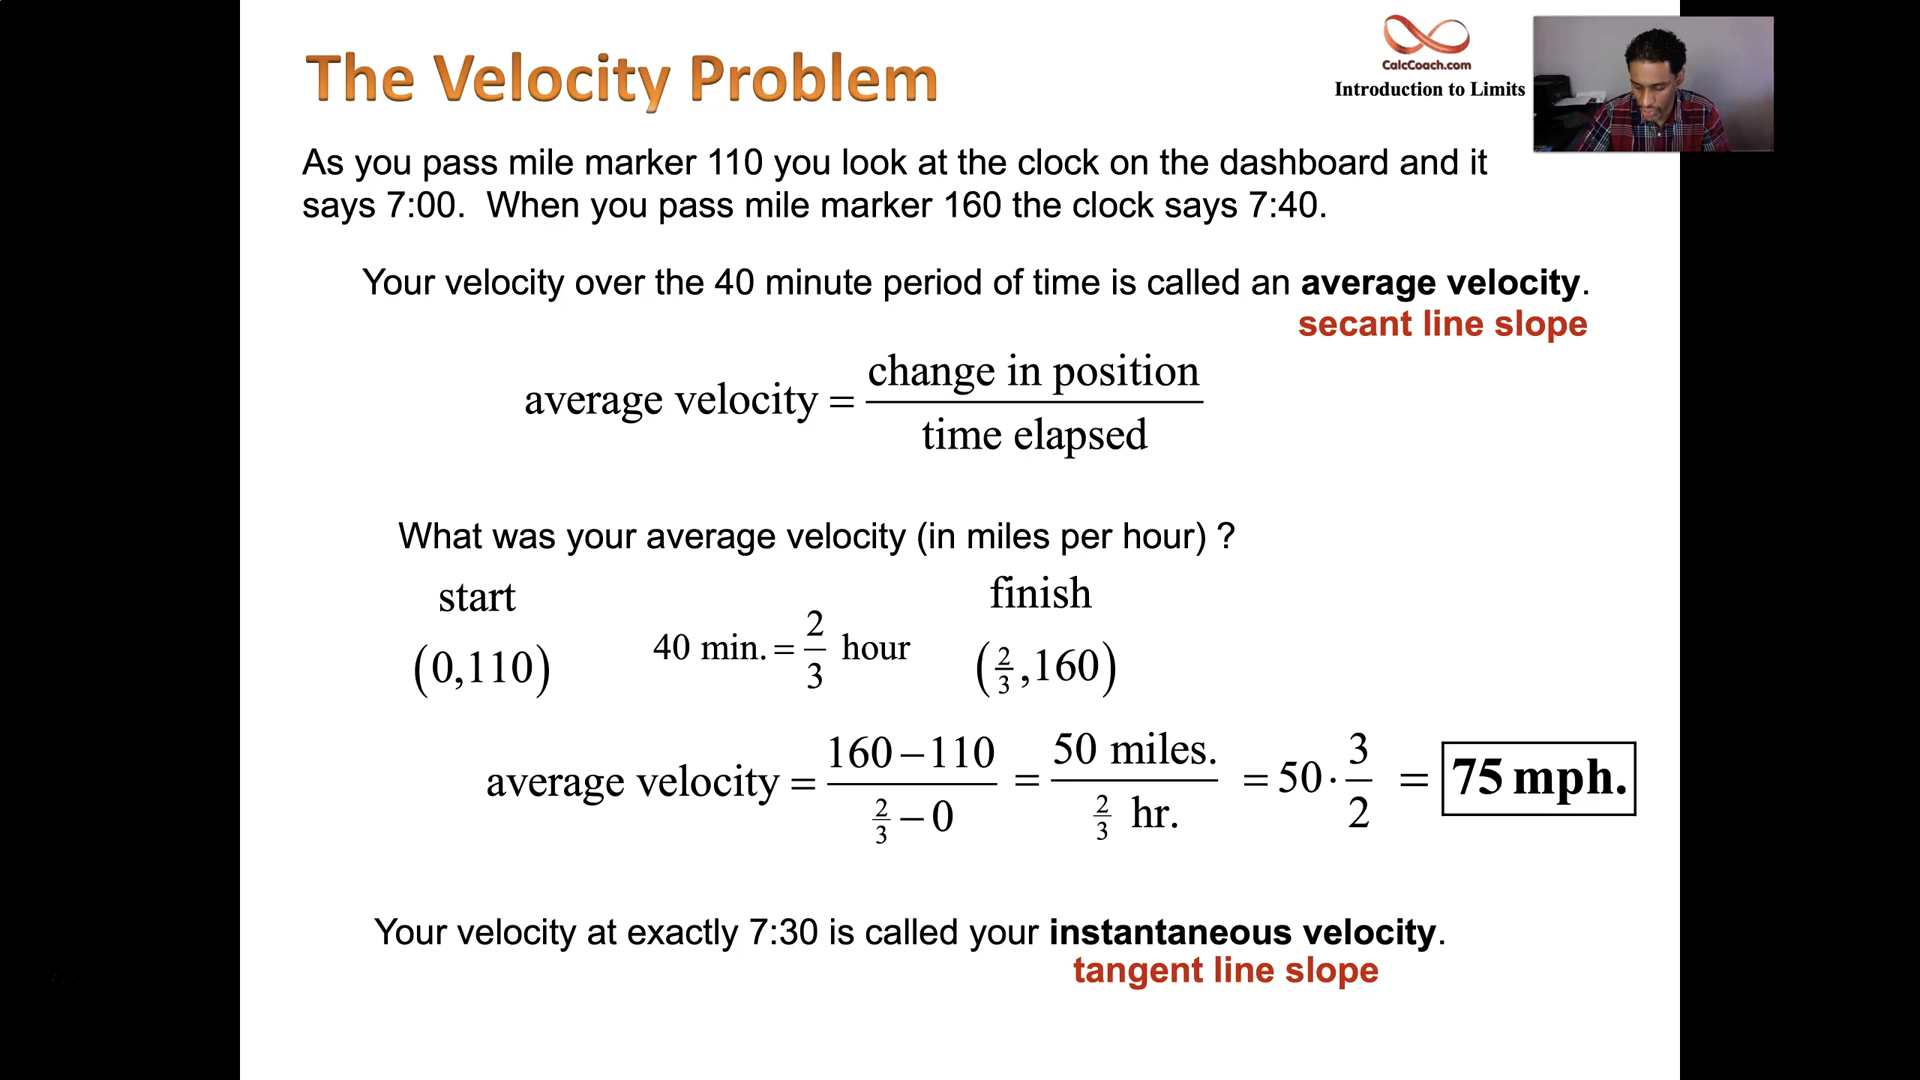 The Velocity Problem
CalcCoach.com
Introduction to Limits
As you pass mile marker 110 you look at the clock on the dashboard and it
says 7:00.  When you pass mile marker 160 the clock says 7:40.
Your velocity over the 40 minute period of time is called an average velocity.
secant line slope
average velocity = change in position / time elapsed
What was your average velocity (in miles per hour) ?
start
finish
(0,110)
40 min. = 2/3 hour
(2/3,160)
average velocity = 160 – 110 / 2/3 – 0 = 50 miles. / 2/3 hr. = 50 · 3/2 = 75 mph.
Your velocity at exactly 7:30 is called your instantaneous velocity.
tangent line slope